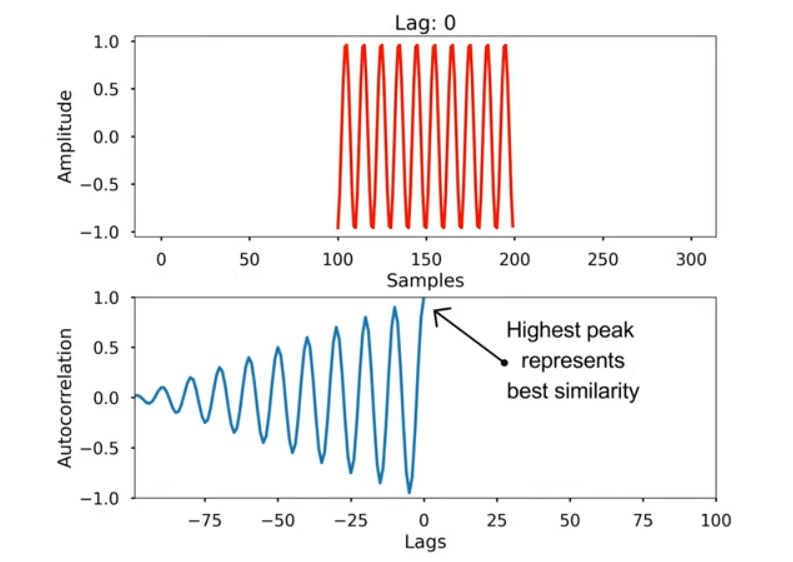 Lag: 0
1.0
0.5
0.0
−0.5
−1.0
Amplitude
0 50 100 150 200 250 300
Samples
1.0
0.5
0.0
−0.5
−1.0
Autocorrelation
Highest peak
represents
best similarity
−75 −50 −25 0 25 50 75 100
Lags